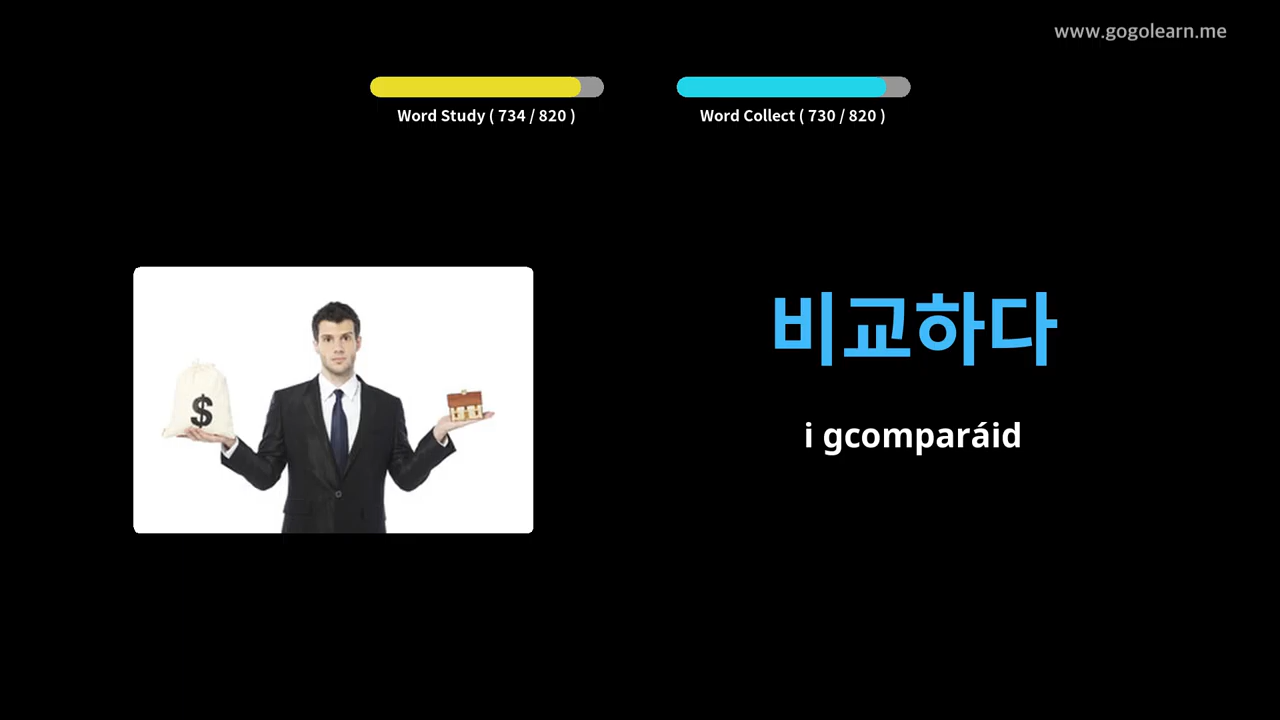 www.gogolearn.me
Word Study ( 734 / 820 )
Word Collect ( 730 / 820 )
$
비교하다
i gcomparáid